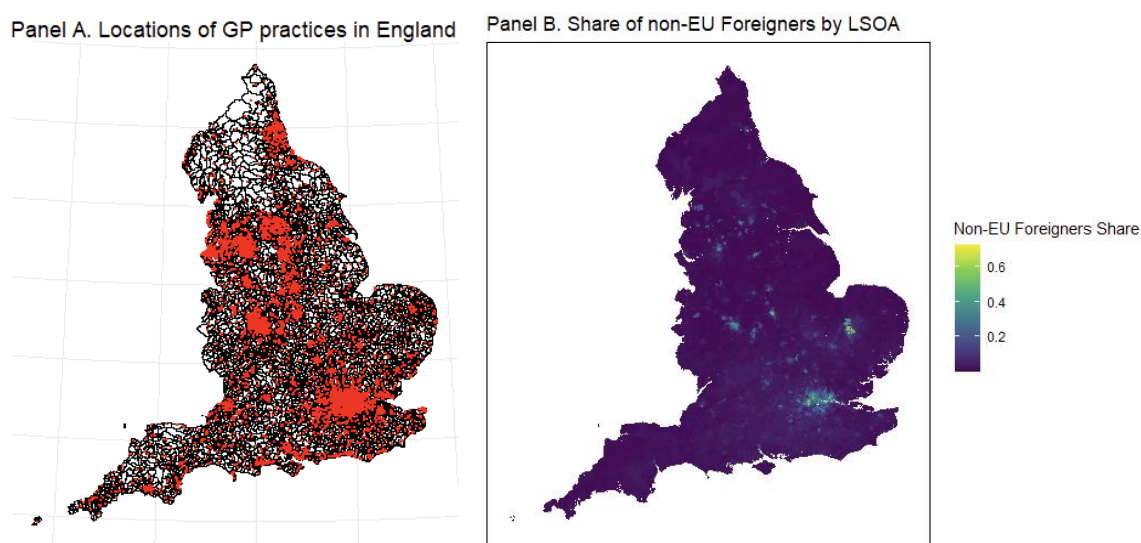 Panel A. Locations of GP practices in England
Panel B. Share of non-EU Foreigners by LSOA
Non-EU Foreigners Share
0.6
0.4
0.2